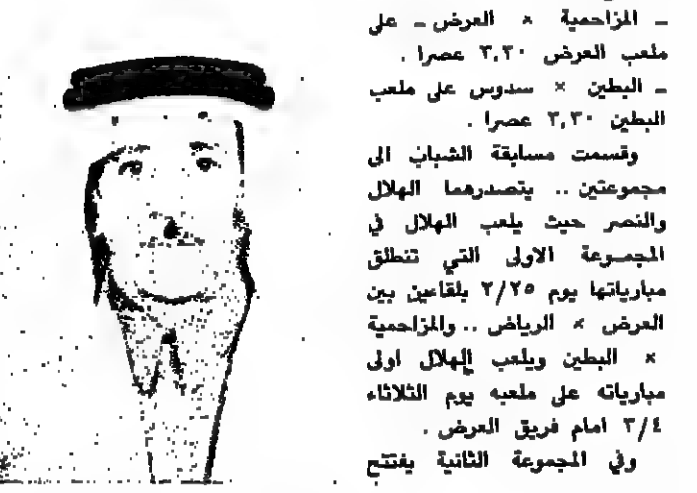 ـ المزاحمية × العرض ـ على
ملعب العرض ٣,٣٠ عصرا .
ـ البطين × سدوس على ملعب
البطين ٣,٣٠ عصرا .
وقسمت مسابقة الشباب الى
مجموعتين .. يتصدرهما الهلال
والنصر حيث يلعب الهلال في
المجموعة الاولى التي تنطلق
مبارياتها يوم ٢/٢٥ بلقاءين بين
العرض × الرياض .. والمزاحمية
× البطين ويلعب الهلال اولى
مبارياته على ملعبه يوم الثلاثاء
٣/٤ امام فريق العرض .
وفي المجموعة الثانية يفتتح